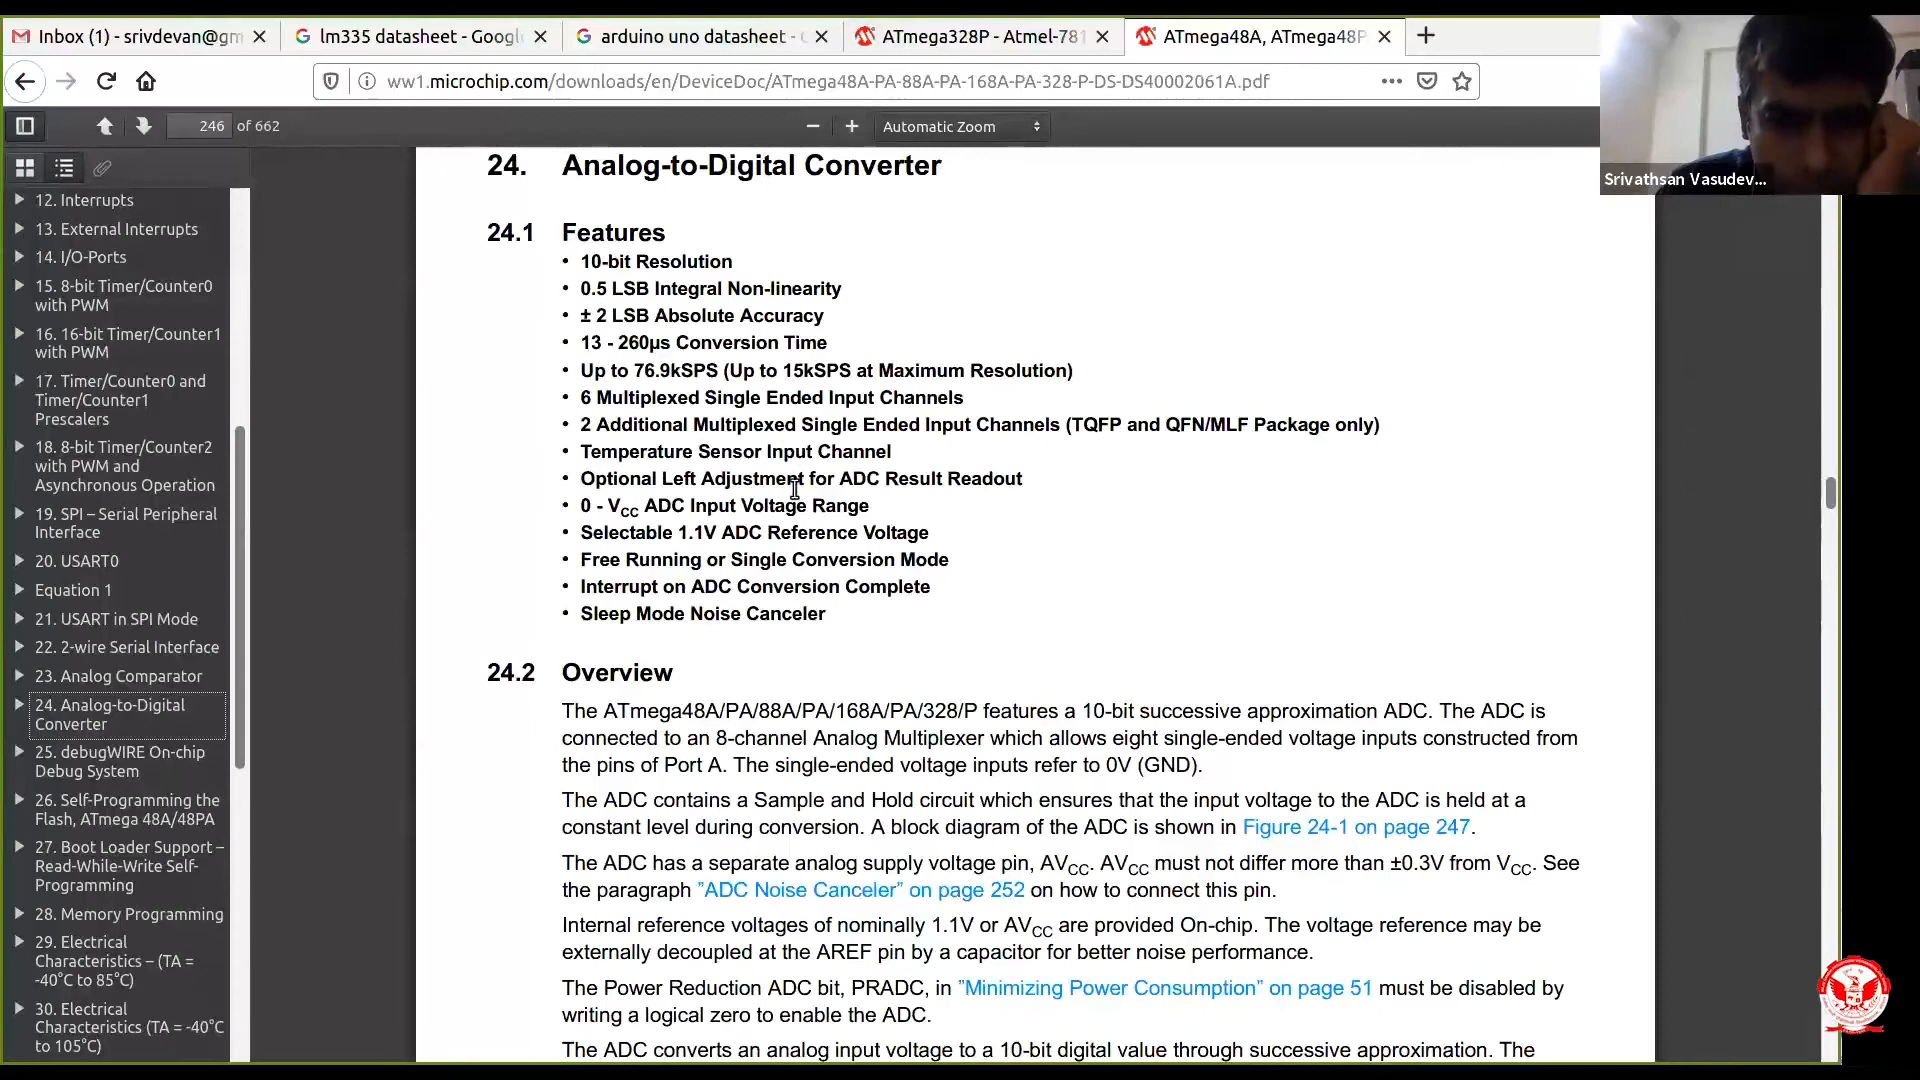 Inbox (1) - srivdevan@gm
lm335 datasheet - Googl
arduino uno datasheet - G
ATmega328P - Atmel-781
ATmega48A, ATmega48P
ww1.microchip.com/downloads/en/DeviceDoc/ATmega48A-PA-88A-PA-168A-PA-328-P-DS-DS40002061A.pdf
246 of 662
Automatic Zoom
Srivathsan Vasudev...
12. Interrupts
13. External Interrupts
14. I/O-Ports
15. 8-bit Timer/Counter0
with PWM
16. 16-bit Timer/Counter1
with PWM
17. Timer/Counter0 and
Timer/Counter1
Prescalers
18. 8-bit Timer/Counter2
with PWM and
Asynchronous Operation
19. SPI – Serial Peripheral
Interface
20. USART0
Equation 1
21. USART in SPI Mode
22. 2-wire Serial Interface
23. Analog Comparator
24. Analog-to-Digital
Converter
25. debugWIRE On-chip
Debug System
26. Self-Programming the
Flash, ATmega 48A/48PA
27. Boot Loader Support –
Read-While-Write Self-
Programming
28. Memory Programming
29. Electrical
Characteristics – (TA =
-40°C to 85°C)
30. Electrical
Characteristics (TA = -40°C
to 105°C)
24. Analog-to-Digital Converter
24.1 Features
• 10-bit Resolution
• 0.5 LSB Integral Non-linearity
• ± 2 LSB Absolute Accuracy
• 13 - 260µs Conversion Time
• Up to 76.9kSPS (Up to 15kSPS at Maximum Resolution)
• 6 Multiplexed Single Ended Input Channels
• 2 Additional Multiplexed Single Ended Input Channels (TQFP and QFN/MLF Package only)
• Temperature Sensor Input Channel
• Optional Left Adjustment for ADC Result Readout
• 0 - VCC ADC Input Voltage Range
• Selectable 1.1V ADC Reference Voltage
• Free Running or Single Conversion Mode
• Interrupt on ADC Conversion Complete
• Sleep Mode Noise Canceler
24.2 Overview
The ATmega48A/PA/88A/PA/168A/PA/328/P features a 10-bit successive approximation ADC. The ADC is
connected to an 8-channel Analog Multiplexer which allows eight single-ended voltage inputs constructed from
the pins of Port A. The single-ended voltage inputs refer to 0V (GND).
The ADC contains a Sample and Hold circuit which ensures that the input voltage to the ADC is held at a
constant level during conversion. A block diagram of the ADC is shown in Figure 24-1 on page 247.
The ADC has a separate analog supply voltage pin, AVCC. AVCC must not differ more than ±0.3V from VCC. See
the paragraph ”ADC Noise Canceler” on page 252 on how to connect this pin.
Internal reference voltages of nominally 1.1V or AVCC are provided On-chip. The voltage reference may be
externally decoupled at the AREF pin by a capacitor for better noise performance.
The Power Reduction ADC bit, PRADC, in ”Minimizing Power Consumption” on page 51 must be disabled by
writing a logical zero to enable the ADC.
The ADC converts an analog input voltage to a 10-bit digital value through successive approximation. The